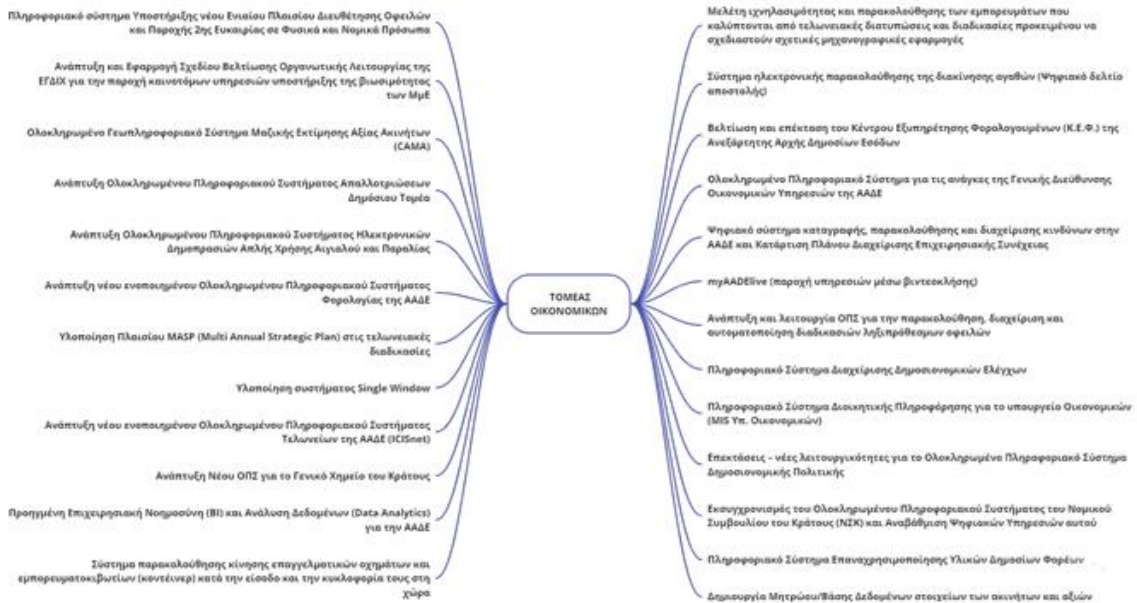 Πληροφοριακό σύστημα Υποστήριξης νέου Ενιαίου Πλαισίου Διευθέτησης Οφειλών
και Παροχής 2ης Ευκαιρίας σε Φυσικά και Νομικά Πρόσωπα
Ανάπτυξη και Εφαρμογή Σχεδίου Βελτίωσης Οργανωτικής Λειτουργίας της
ΕΓΔΙΧ για την παροχή καινοτόμων υπηρεσιών υποστήριξης της βιωσιμότητας
των ΜμΕ
Ολοκληρωμένο Γεωπληροφοριακό Σύστημα Μαζικής Εκτίμησης Αξίας Ακινήτων
(CAMA)
Ανάπτυξη Ολοκληρωμένου Πληροφοριακού Συστήματος Απαλλοτριώσεων
Δημόσιου Τομέα
Ανάπτυξη Ολοκληρωμένου Πληροφοριακού Συστήματος Ηλεκτρονικών
Δημοπρασιών Απλής Χρήσης Αιγιαλού και Παραλίας
Ανάπτυξη νέου ενοποιημένου Ολοκληρωμένου Πληροφοριακού Συστήματος
Φορολογίας της ΑΑΔΕ
Υλοποίηση Πλαισίου MASP (Multi Annual Strategic Plan) στις τελωνειακές
διαδικασίες
Υλοποίηση συστήματος Single Window
Ανάπτυξη νέου ενοποιημένου Ολοκληρωμένου Πληροφοριακού Συστήματος
Τελωνείων της ΑΑΔΕ (ICISnet)
Ανάπτυξη Νέου ΟΠΣ για το Γενικό Χημείο του Κράτους
Προηγμένη Επιχειρησιακή Νοημοσύνη (BI) και Ανάλυση Δεδομένων (Data Analytics)
για την ΑΑΔΕ
Σύστημα παρακολούθησης κίνησης επαγγελματικών οχημάτων και
εμπορευματοκιβωτίων (κοντέινερ) κατά την είσοδο και την κυκλοφορία τους στη
χώρα
ΤΟΜΕΑΣ
ΟΙΚΟΝΟΜΙΚΩΝ
Μελέτη ιχνηλασιμότητας και παρακολούθησης των εμπορευμάτων που
καλύπτονται από τελωνειακές διατυπώσεις και διαδικασίες προκειμένου να
σχεδιαστούν σχετικές μηχανογραφικές εφαρμογές
Σύστημα ηλεκτρονικής παρακολούθησης της διακίνησης αγαθών (Ψηφιακό δελτίο
αποστολής)
Βελτίωση και επέκταση του Κέντρου Εξυπηρέτησης Φορολογουμένων (Κ.Ε.Φ.) της
Ανεξάρτητης Αρχής Δημοσίων Εσόδων
Ολοκληρωμένο Πληροφοριακό Σύστημα για τις ανάγκες της Γενικής Διεύθυνσης
Οικονομικών Υπηρεσιών της ΑΑΔΕ
Ψηφιακό σύστημα καταγραφής, παρακολούθησης και διαχείρισης κινδύνων στην
ΑΑΔΕ και Κατάρτιση Πλάνου Διαχείρισης Επιχειρησιακής Συνέχειας
myAADElive (παροχή υπηρεσιών μέσω βιντεοκλήσης)
Ανάπτυξη και λειτουργία ΟΠΣ για την παρακολούθηση, διαχείριση και
αυτοματοποίηση διαδικασιών ληξιπρόθεσμων οφειλών
Πληροφοριακό Σύστημα Διαχείρισης Δημοσιονομικών Ελέγχων
Πληροφοριακό Σύστημα Διοικητικής Πληροφόρησης για το υπουργείο Οικονομικών
(MIS Υπ. Οικονομικών)
Επεκτάσεις – νέες λειτουργικότητες για το Ολοκληρωμένο Πληροφοριακό Σύστημα
Δημοσιονομικής Πολιτικής
Εκσυγχρονισμός του Ολοκληρωμένου Πληροφοριακού Συστήματος του Νομικού
Συμβουλίου του Κράτους (ΝΣΚ) και Αναβάθμιση Ψηφιακών Υπηρεσιών αυτού
Πληροφοριακό Σύστημα Επαναχρησιμοποίησης Υλικών Δημοσίων Φορέων
Δημιουργία Μητρώου/Βάσης Δεδομένων στοιχείων των ακινήτων και αξιών